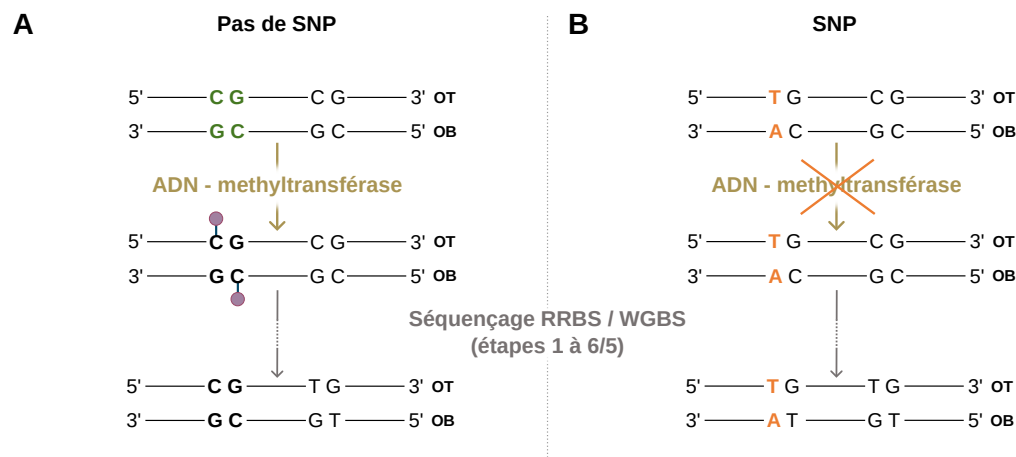 A Pas de SNP
5' C G C G 3' OT
3' G C G C 5' OB
ADN - methyltransférase
5' C G C G 3' OT
3' G C G C 5' OB
B SNP
5' T G C G 3' OT
3' A C G C 5' OB
ADN - methyltransférase
5' T G C G 3' OT
3' A C G C 5' OB
Séquençage RRBS / WGBS
(étapes 1 à 6/5)
5' C G T G 3' OT
3' G C G T 5' OB
5' T G T G 3' OT
3' A T G T 5' OB